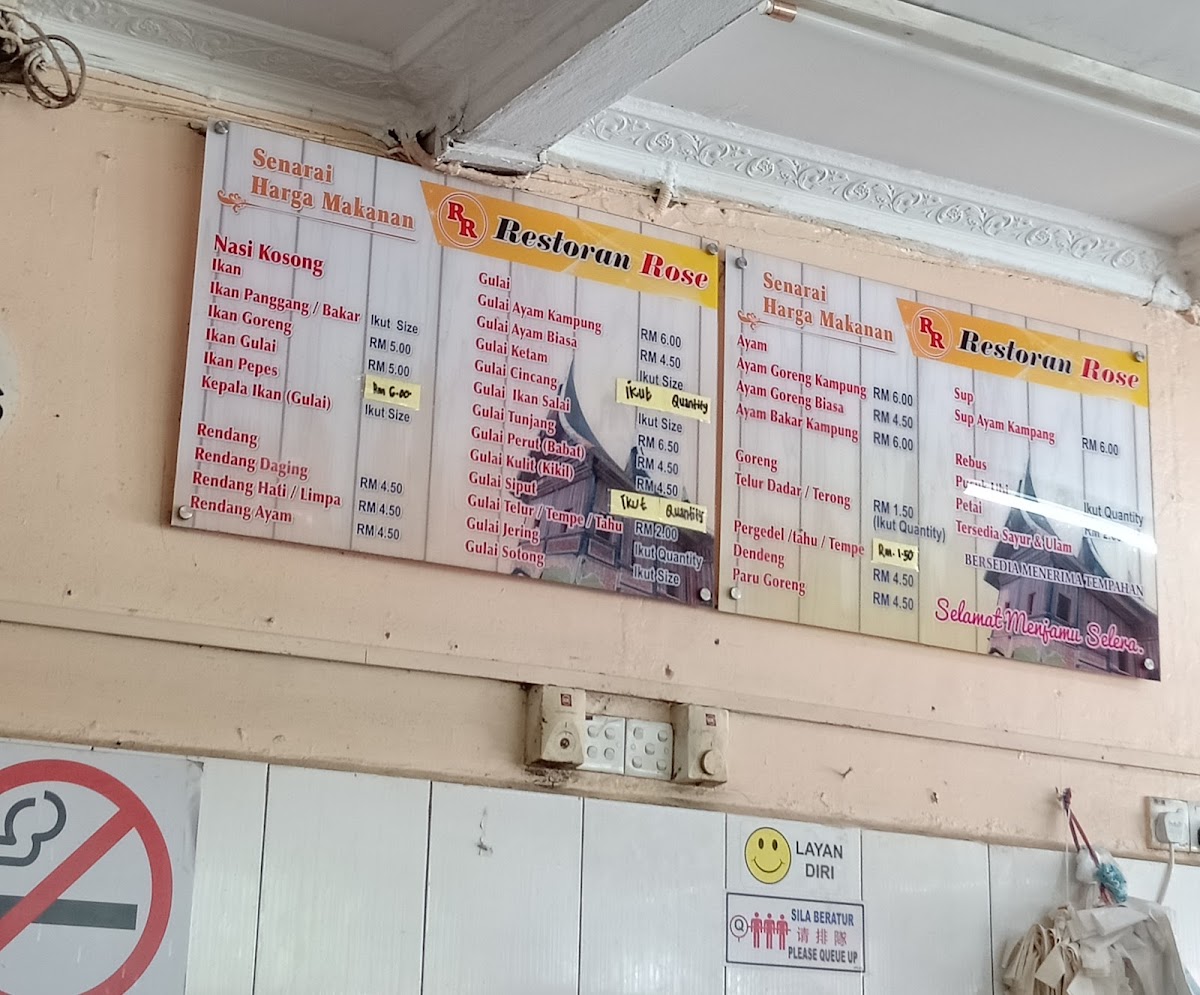 Senarai
Harga Makanan
RR Restoran Rose
Nasi Kosong
Ikan
Ikan Panggang / Bakar Ikut Size
Ikan Goreng RM 5.00
Ikan Gulai RM 5.00
Ikan Pepes Rm 6.00
Kepala Ikan (Gulai) Ikut Size
Rendang
Rendang Daging RM 4.50
Rendang Hati / Limpa RM 4.50
Rendang Ayam RM 4.50
Gulai
Gulai Ayam Kampung RM 6.00
Gulai Ayam Biasa RM 4.50
Gulai Ketam Ikut Size
Gulai Cincang ikut Quantity
Gulai Ikan Salai Ikut Size
Gulai Tunjang RM 6.50
Gulai Perut (Babat) RM 4.50
Gulai Kulit (Kikil) RM 4.50
Gulai Siput Ikut Quantity
Gulai Telur / Tempe / Tahu RM 2.00
Gulai Jering Ikut Quantity
Gulai Sotong Ikut Size
Senarai
Harga Makanan
RR Restoran Rose
Ayam
Ayam Goreng Kampung RM 6.00
Ayam Goreng Biasa RM 4.50
Ayam Bakar Kampung RM 6.00
Goreng
Telur Dadar / Terong RM 1.50
(Ikut Quantity)
Pergedel /tahu / Tempe Rm 1.50
Dendeng RM 4.50
Paru Goreng RM 4.50
Sup
Sup Ayam Kampang RM 6.00
Rebus
Ikut Quantity
Petai
Tersedia Sayur & Ulam
BERSEDIA MENERIMA TEMPAHAN
Selamat Menjamu Selera.
LAYAN
DIRI
Q SILA BERATUR
请排隊
PLEASE QUEUE UP